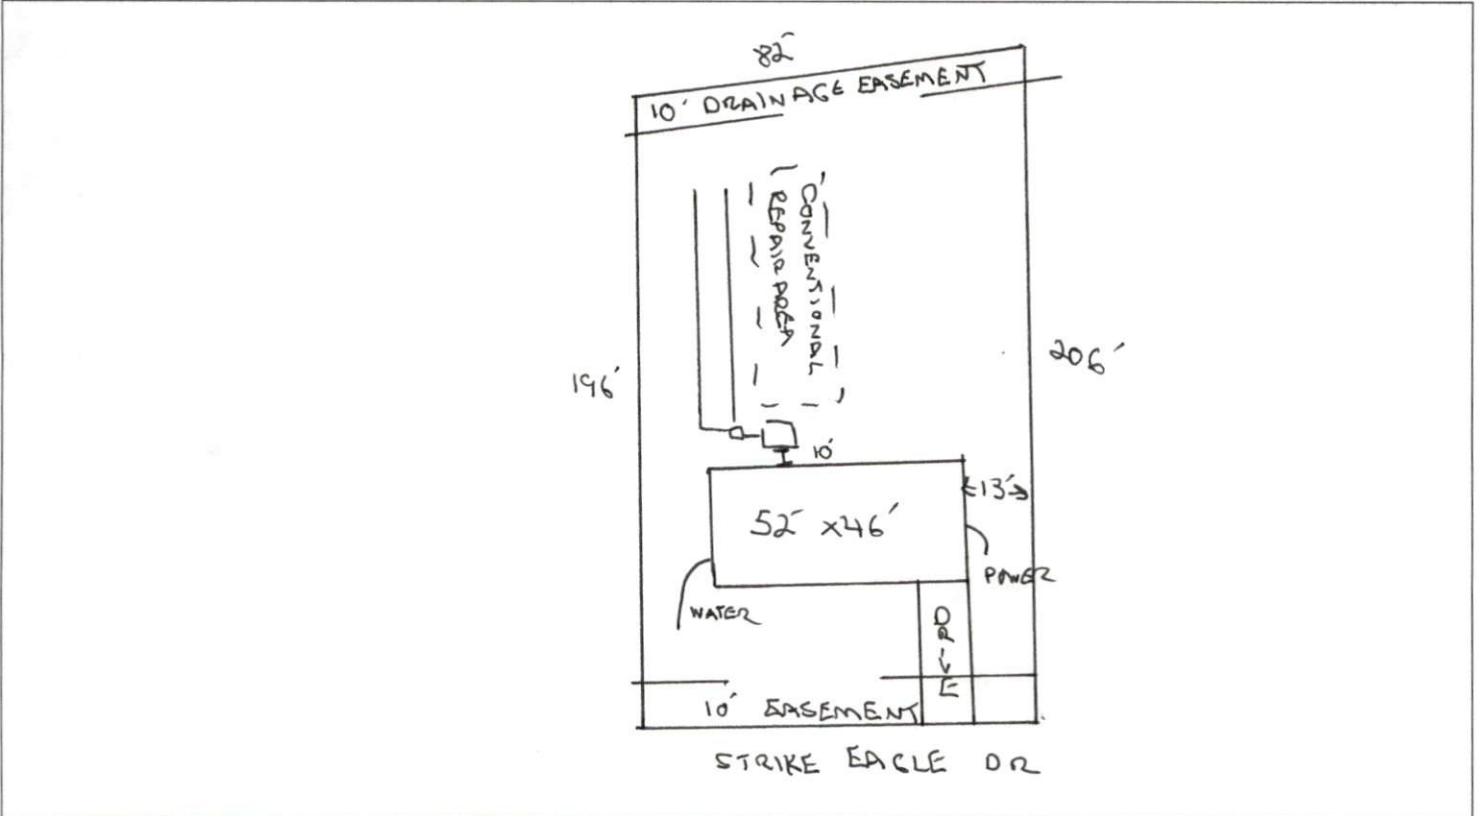 82'
10' DRAINAGE EASEMENT
CONVENTIONAL
REPAIR AREA
196'
206'
10'
13'
52' x46'
POWER
WATER
DRIVE
10' EASEMENT
STRIKE EAGLE DR